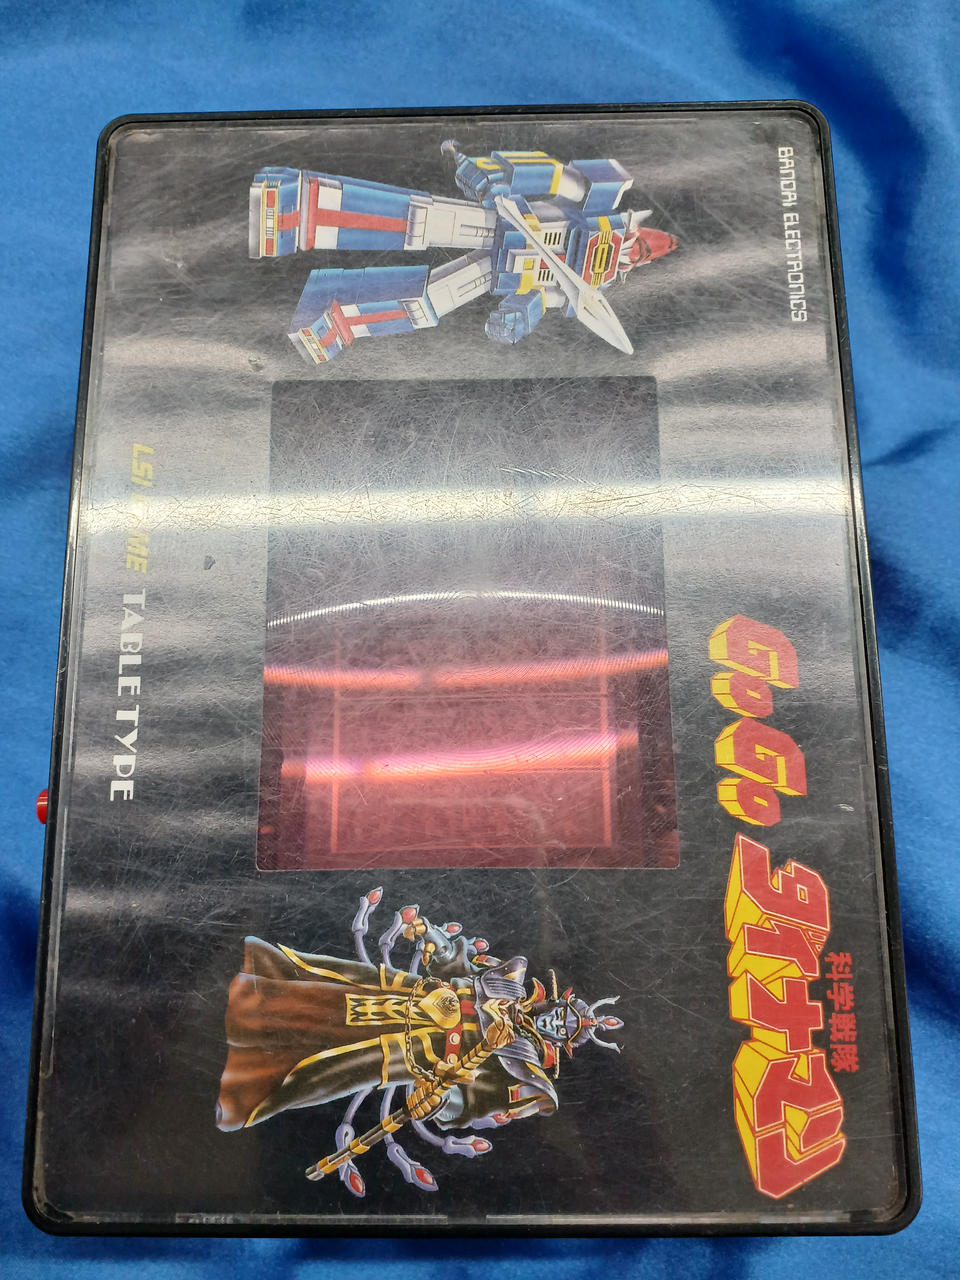 BANDAI ELECTRONICS
科学戦隊
GoGo ダイナマン
LSI GAME TABLE TYPE